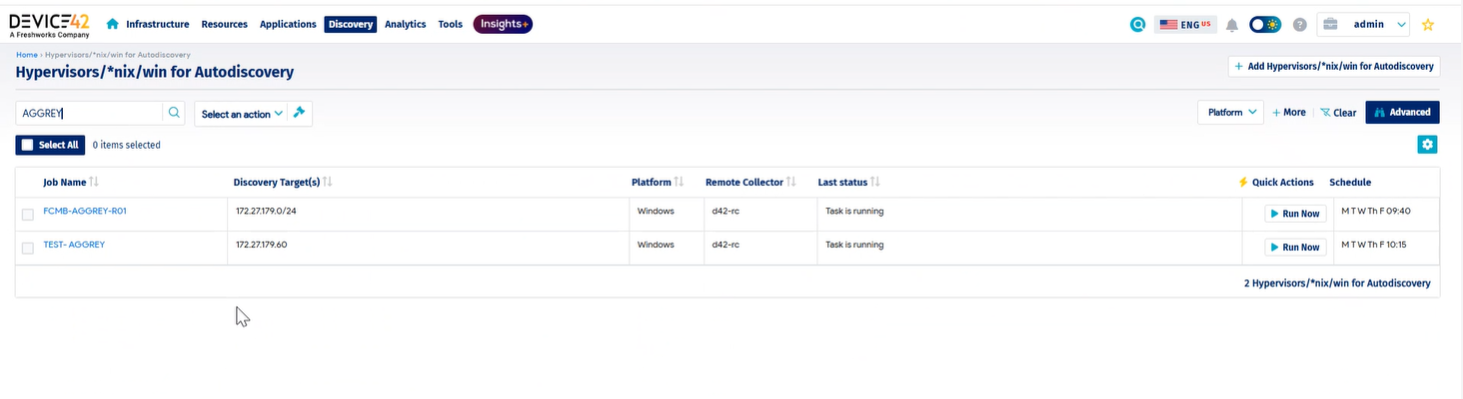 DEVICE42
A Freshworks Company
Infrastructure Resources Applications Discovery Analytics Tools Insights+
ENG US
? admin
Home › Hypervisors/*nix/win for Autodiscovery
Hypervisors/*nix/win for Autodiscovery
+ Add Hypervisors/*nix/win for Autodiscovery
AGGREY
Select an action
Platform + More Clear Advanced
Select All 0 items selected
Job Name Discovery Target(s) Platform Remote Collector Last status Quick Actions Schedule
FCMB-AGGREY-R01 172.27.179.0/24 Windows d42-rc Task is running Run Now M T W Th F 09:40
TEST- AGGREY 172.27.179.60 Windows d42-rc Task is running Run Now M T W Th F 10:15
2 Hypervisors/*nix/win for Autodiscovery